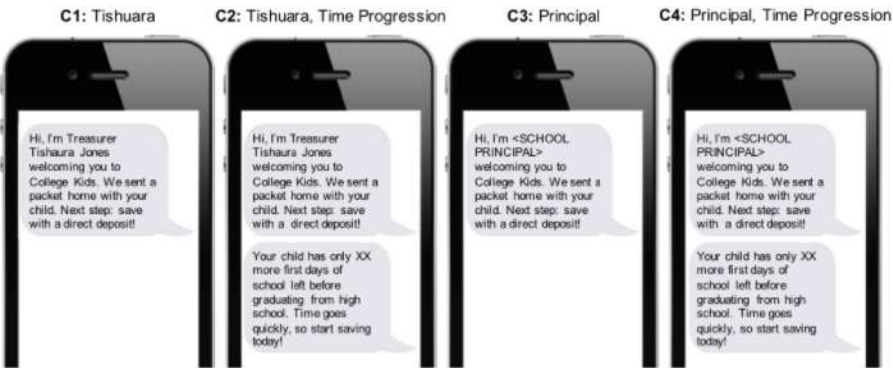 C1: Tishuara
Hi, I'm Treasurer
Tishaura Jones
welcoming you to
College Kids. We sent a
packet home with your
child. Next step: save
with a direct deposit!
C2: Tishuara, Time Progression
Hi, I'm Treasurer
Tishaura Jones
welcoming you to
College Kids. We sent a
packet home with your
child. Next step: save
with a direct deposit!
Your child has only XX
more first days of
school left before
graduating from high
school. Time goes
quickly, so start saving
today!
C3: Principal
Hi, I'm <SCHOOL
PRINCIPAL>
welcoming you to
College Kids. We sent a
packet home with your
child. Next step: save
with a direct deposit!
C4: Principal, Time Progression
Hi, I'm <SCHOOL
PRINCIPAL>
welcoming you to
College Kids. We sent a
packet home with your
child. Next step: save
with a direct deposit!
Your child has only XX
more first days of
school left before
graduating from high
school. Time goes
quickly, so start saving
today!